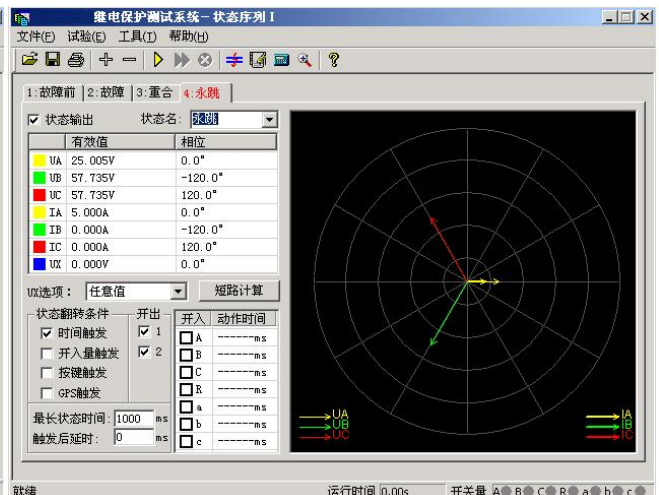 继电保护测试系统-状态序列 I
文件(F) 试验(E) 工具(T) 帮助(H)
1:故障前 2:故障 3:重合 4:永跳
状态输出 状态名: 永跳
有效值 相位
UA 25.005V 0.0°
UB 57.735V -120.0°
UC 57.735V 120.0°
IA 5.000A 0.0°
IB 0.000A -120.0°
IC 0.000A 120.0°
UX 0.000V 0.0°
UX选项: 任意值 短路计算
状态翻转条件 开出 开入 动作时间
时间触发 1 A ------ms
开入量触发 2 B ------ms
按键触发 C ------ms
GPS触发 R ------ms
a ------ms
最长状态时间: 1000 ms b ------ms
触发后延时: 0 ms c ------ms
UA IA
UB IB
UC IC
就绪 运行时间 0.00s 开关量 A B C R a b c